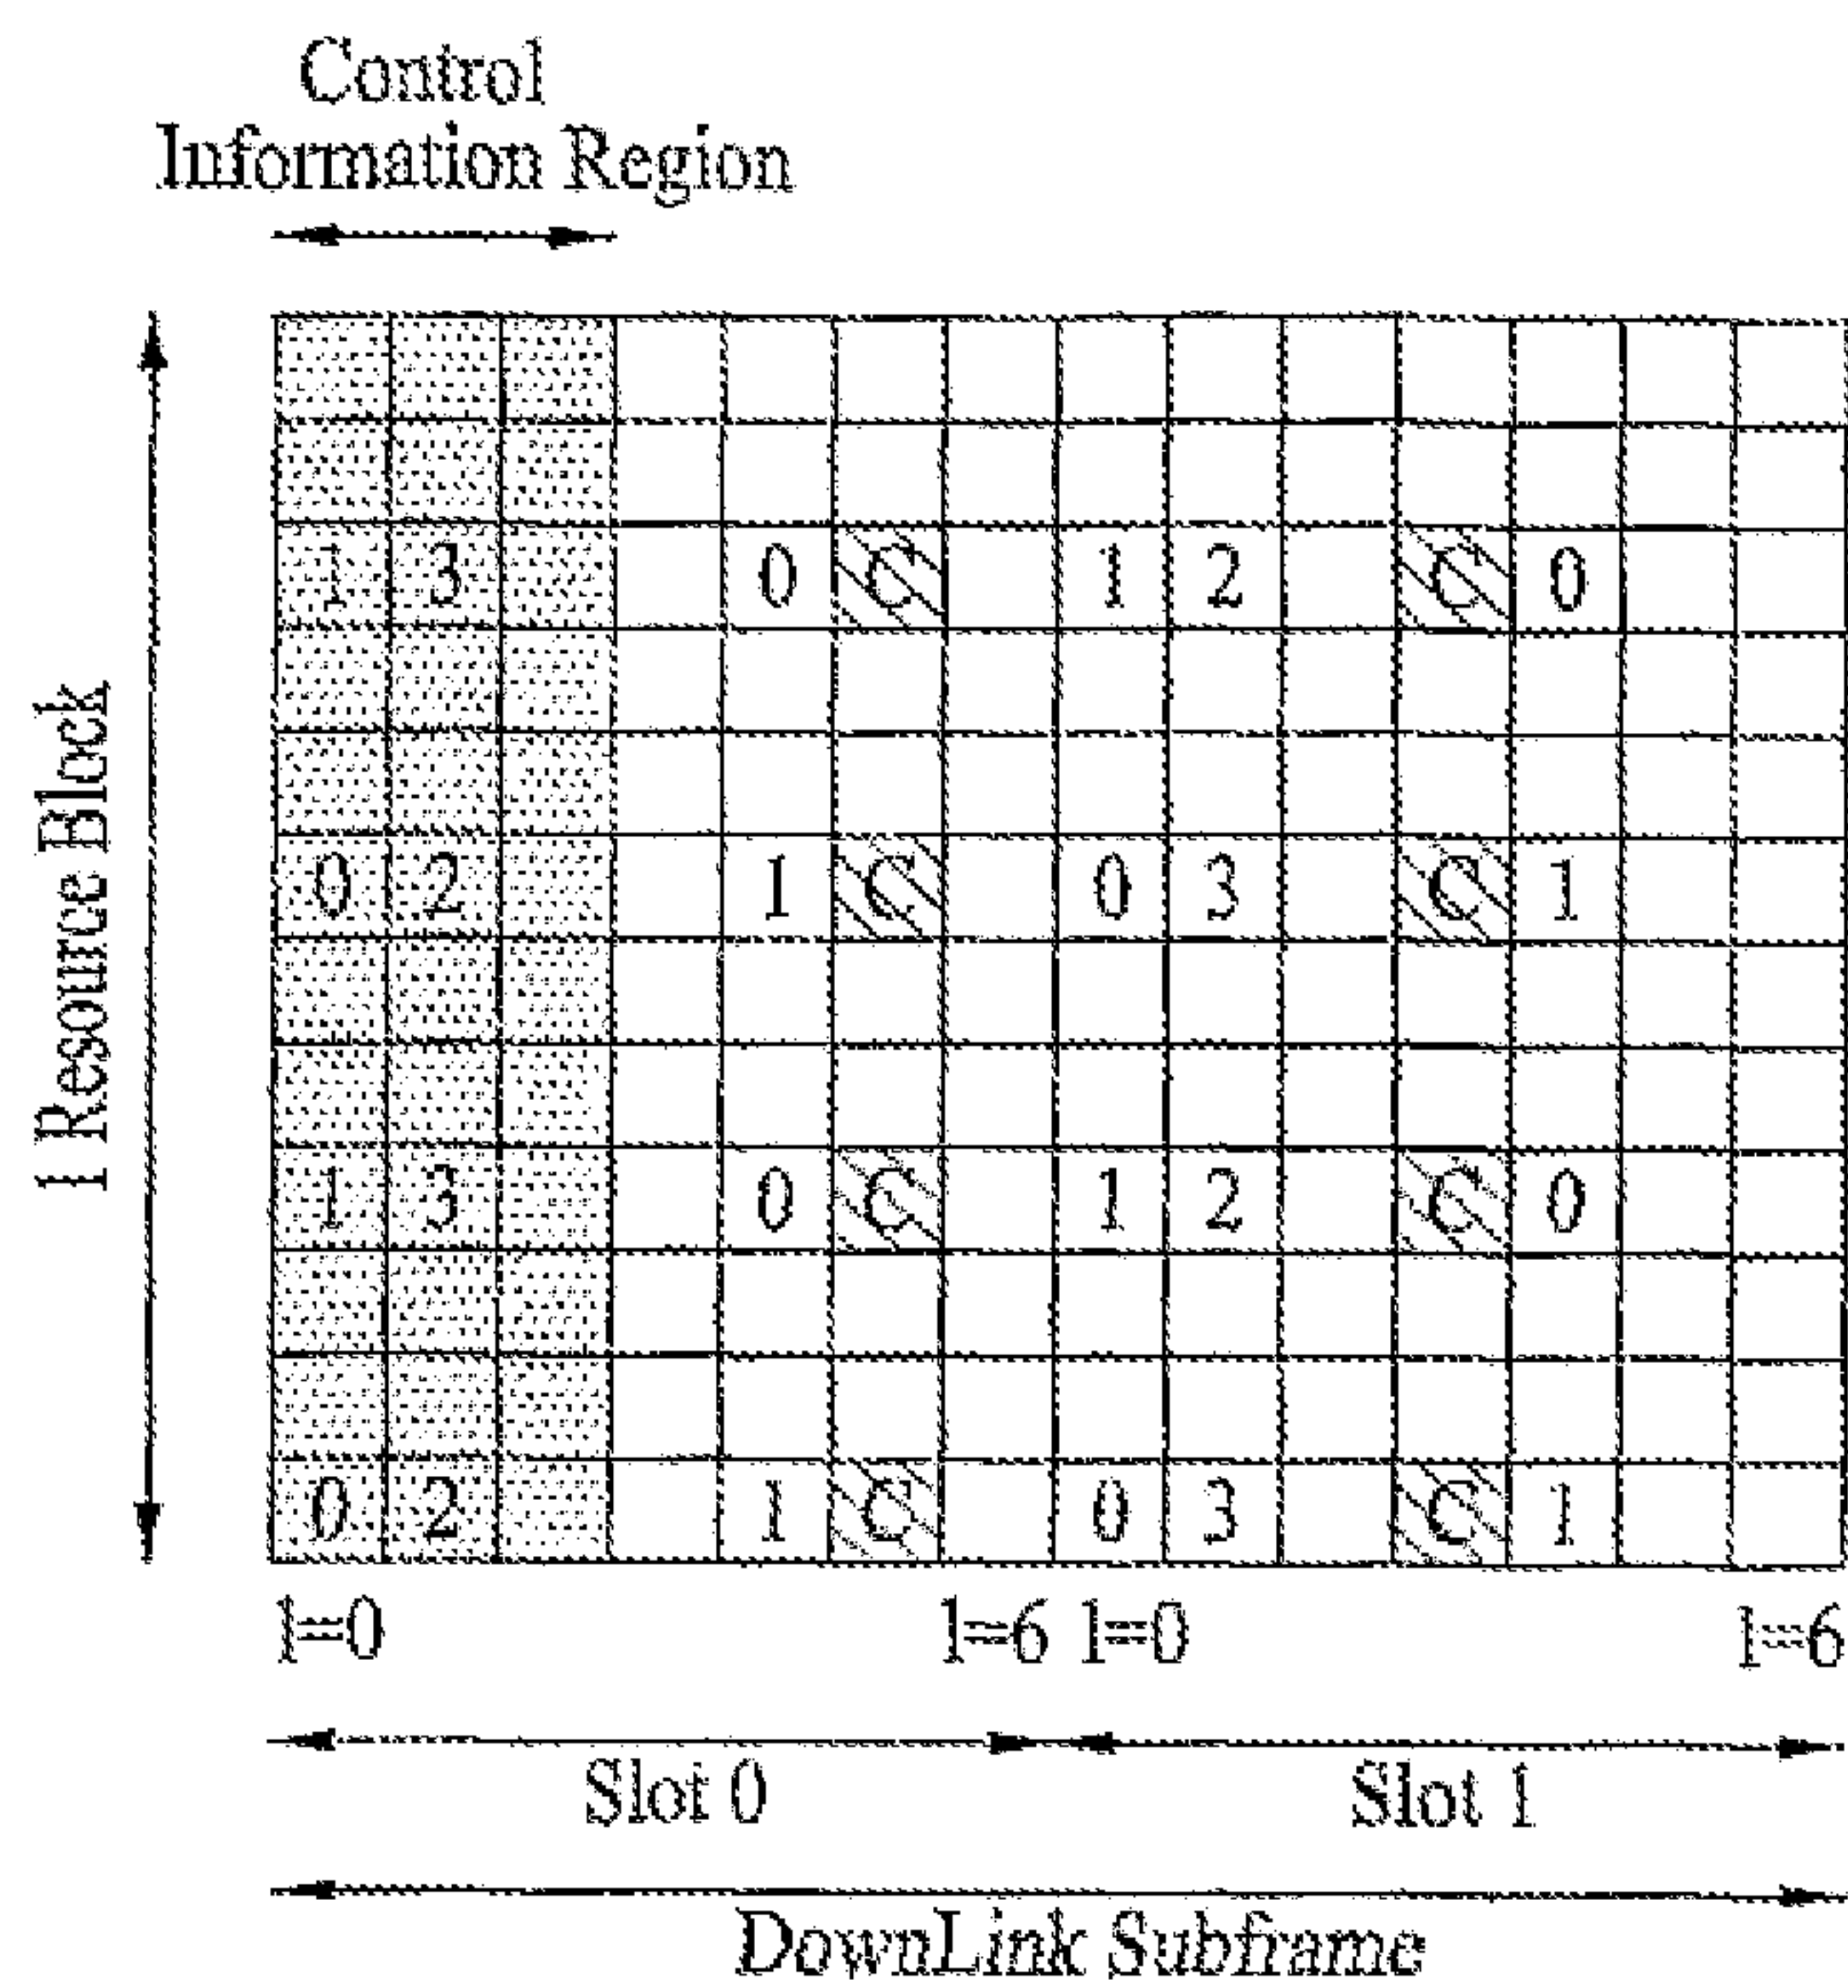 Control
Information Region
1 Resource Block
1 3 0 C 1 2 C 0
0 2 1 C 0 3 C 1
1 3 0 C 1 2 C 0
0 2 1 C 0 3 C 1
l=0 l=6 l=0 l=6
Slot 0 Slot 1
DownLink Subframe